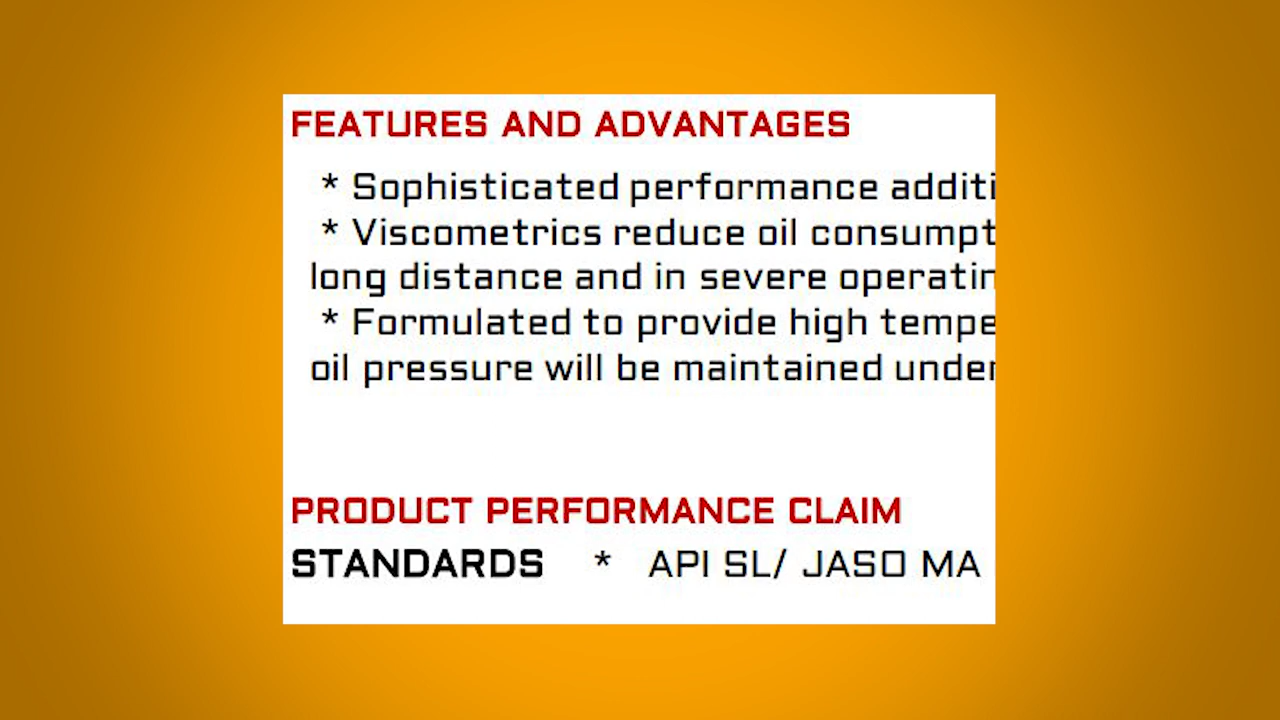 FEATURES AND ADVANTAGES
* Sophisticated performance additi
* Viscometrics reduce oil consumpt
long distance and in severe operatin
* Formulated to provide high tempe
oil pressure will be maintained under
PRODUCT PERFORMANCE CLAIM
STANDARDS * API SL/ JASO MA